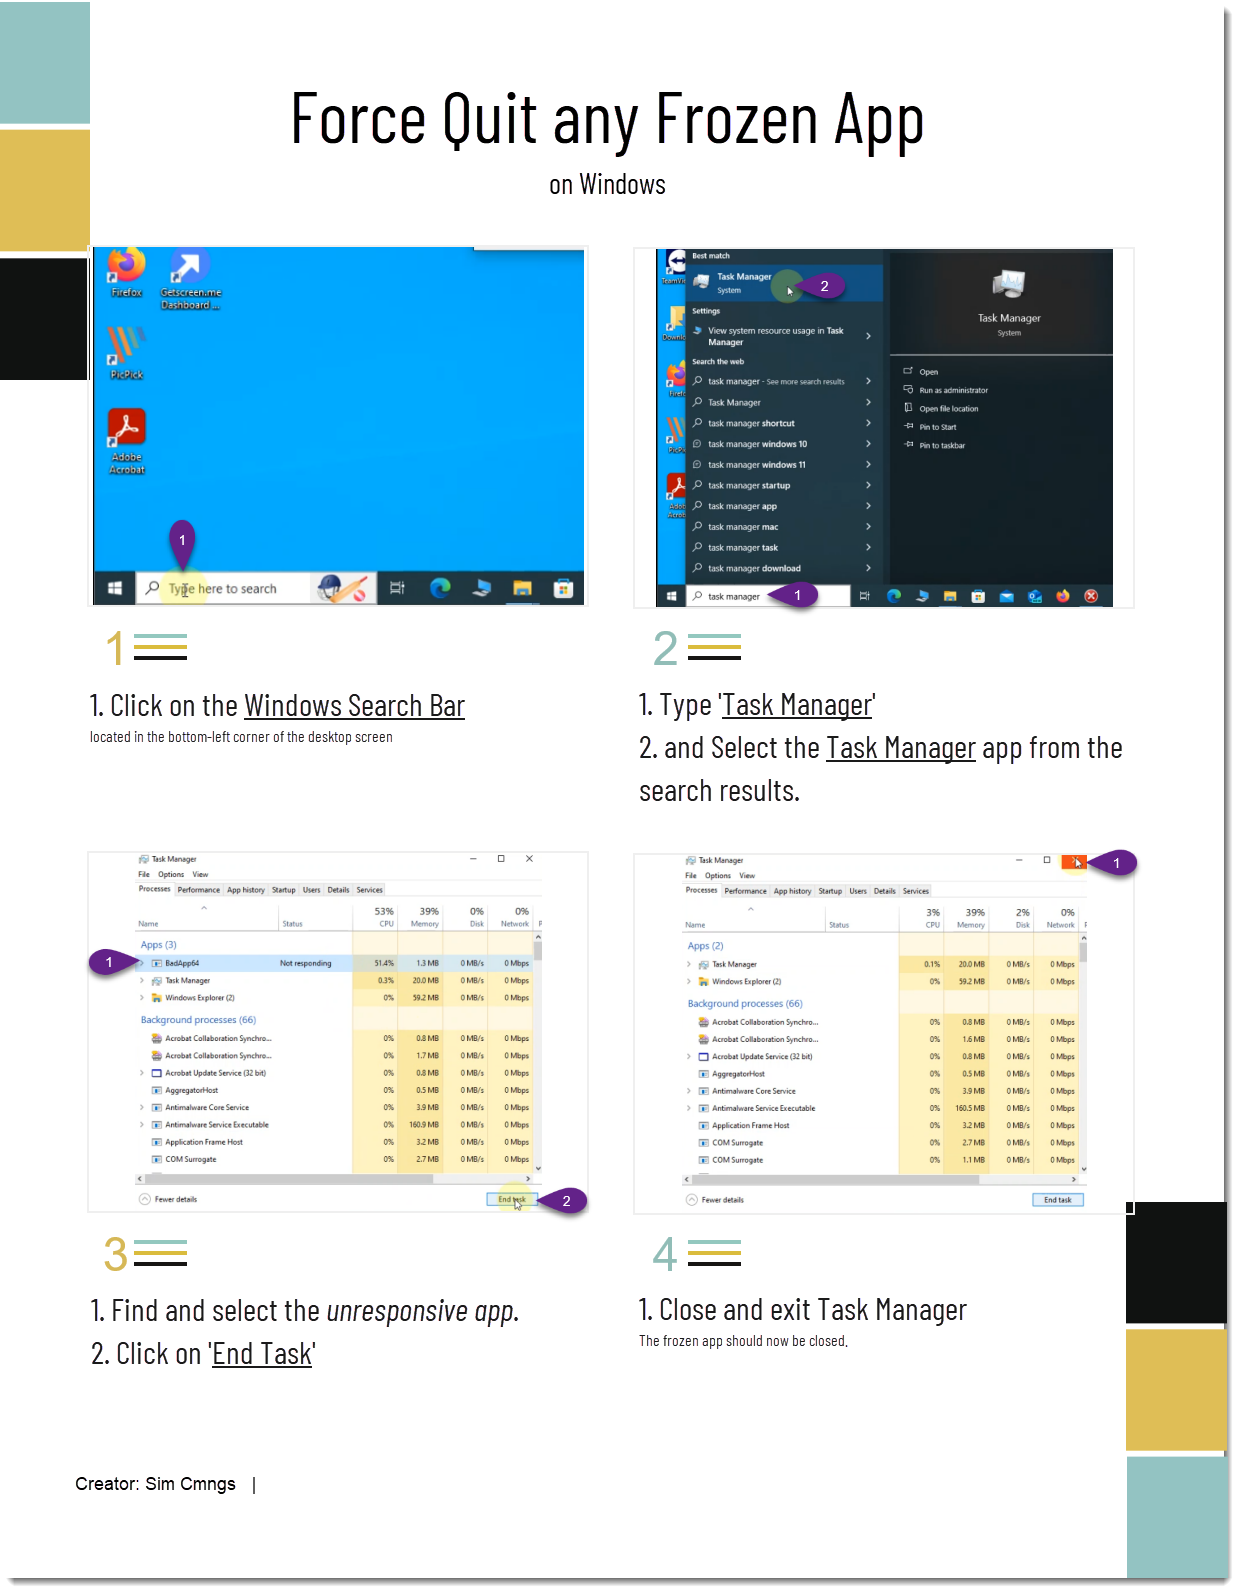 Force Quit any Frozen App
on Windows
Firefox
Getscreen.me
Dashboard ...
PicPick
Adobe
Acrobat
1
Type here to search
Best match
Task Manager
System
2
Settings
View system resource usage in Task
Manager
Search the web
task manager - See more search results
Task Manager
task manager shortcut
task manager windows 10
task manager windows 11
task manager startup
task manager app
task manager mac
task manager task
task manager download
task manager
1
Task Manager
System
Open
Run as administrator
Open file location
Pin to Start
Pin to taskbar
1
1. Click on the Windows Search Bar
located in the bottom-left corner of the desktop screen
2
1. Type 'Task Manager'
2. and Select the Task Manager app from the
search results.
Task Manager
File Options View
Processes Performance App history Startup Users Details Services
53% 39% 0% 0%
Name Status CPU Memory Disk Network
Apps (3)
1
BadApp64 Not responding 51.4% 1.3 MB 0 MB/s 0 Mbps
Task Manager 0.3% 20.0 MB 0 MB/s 0 Mbps
Windows Explorer (2) 0% 59.2 MB 0 MB/s 0 Mbps
Background processes (66)
Acrobat Collaboration Synchro... 0% 0.8 MB 0 MB/s 0 Mbps
Acrobat Collaboration Synchro... 0% 1.7 MB 0 MB/s 0 Mbps
Acrobat Update Service (32 bit) 0% 0.8 MB 0 MB/s 0 Mbps
AggregatorHost 0% 0.5 MB 0 MB/s 0 Mbps
Antimalware Core Service 0% 3.9 MB 0 MB/s 0 Mbps
Antimalware Service Executable 0% 160.9 MB 0 MB/s 0 Mbps
Application Frame Host 0% 3.2 MB 0 MB/s 0 Mbps
COM Surrogate 0% 2.7 MB 0 MB/s 0 Mbps
Fewer details
End task
2
Task Manager
1
File Options View
Processes Performance App history Startup Users Details Services
3% 39% 2% 0%
Name Status CPU Memory Disk Network
Apps (2)
Task Manager 0.1% 20.0 MB 0 MB/s 0 Mbps
Windows Explorer (2) 0% 59.2 MB 0 MB/s 0 Mbps
Background processes (66)
Acrobat Collaboration Synchro... 0% 0.8 MB 0 MB/s 0 Mbps
Acrobat Collaboration Synchro... 0% 1.6 MB 0 MB/s 0 Mbps
Acrobat Update Service (32 bit) 0% 0.8 MB 0 MB/s 0 Mbps
AggregatorHost 0% 0.5 MB 0 MB/s 0 Mbps
Antimalware Core Service 0% 3.9 MB 0 MB/s 0 Mbps
Antimalware Service Executable 0% 160.5 MB 0 MB/s 0 Mbps
Application Frame Host 0% 3.2 MB 0 MB/s 0 Mbps
COM Surrogate 0% 2.7 MB 0 MB/s 0 Mbps
COM Surrogate 0% 1.1 MB 0 MB/s 0 Mbps
Fewer details
End task
3
1. Find and select the unresponsive app.
2. Click on 'End Task'
4
1. Close and exit Task Manager
The frozen app should now be closed.
Creator: Sim Cmngs |